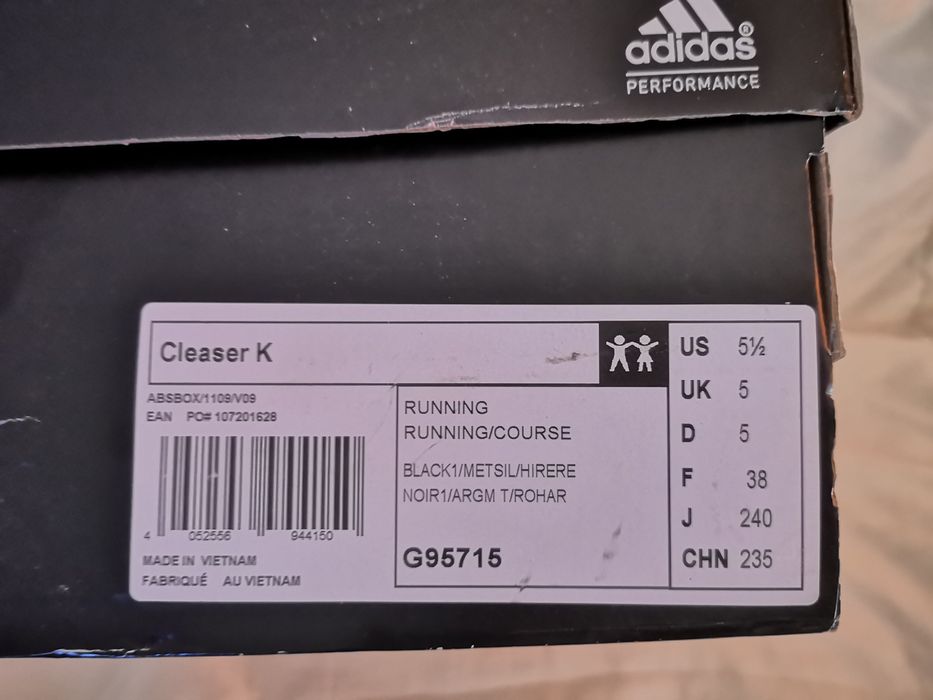 adidas®
PERFORMANCE
Cleaser K
ABSBOX/1109/V09
EAN PO# 107201628
4 052556 944150
MADE IN VIETNAM
FABRIQUÉ AU VIETNAM
RUNNING
RUNNING/COURSE
BLACK1/METSIL/HIRERE
NOIR1/ARGM T/ROHAR
G95715
US 5½
UK 5
D 5
F 38
J 240
CHN 235